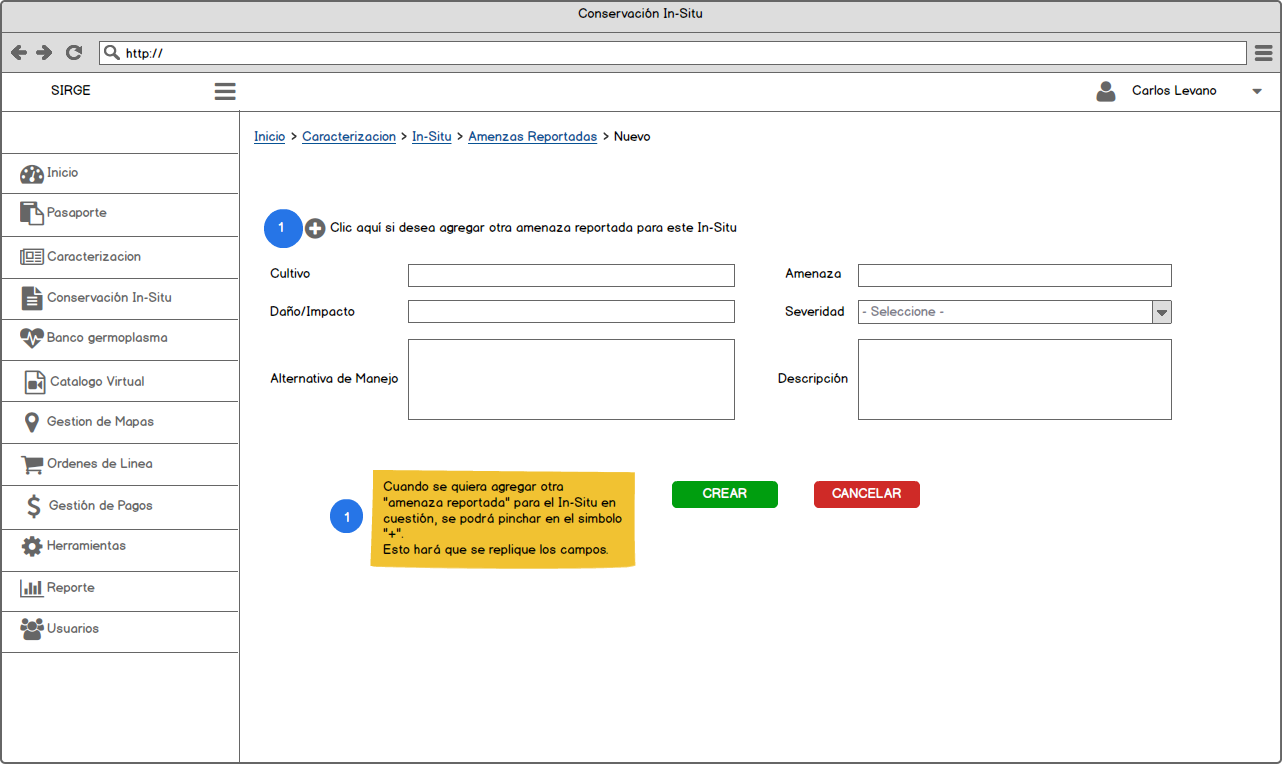 Conservación In-Situ
http://
SIRGE
Carlos Levano
Inicio > Caracterizacion > In-Situ > Amenzas Reportadas > Nuevo
Inicio
Pasaporte
Caracterizacion
Conservación In-Situ
Banco germoplasma
Catalogo Virtual
Gestion de Mapas
Ordenes de Linea
Gestión de Pagos
Herramientas
Reporte
Usuarios
1 Clic aquí si desea agregar otra amenaza reportada para este In-Situ
Cultivo
Amenaza
Daño/Impacto
Severidad
- Seleccione -
Alternativa de Manejo
Descripción
1
Cuando se quiera agregar otra
"amenaza reportada" para el In-Situ en
cuestión, se podrá pinchar en el simbolo
"+".
Esto hará que se replique los campos.
CREAR
CANCELAR